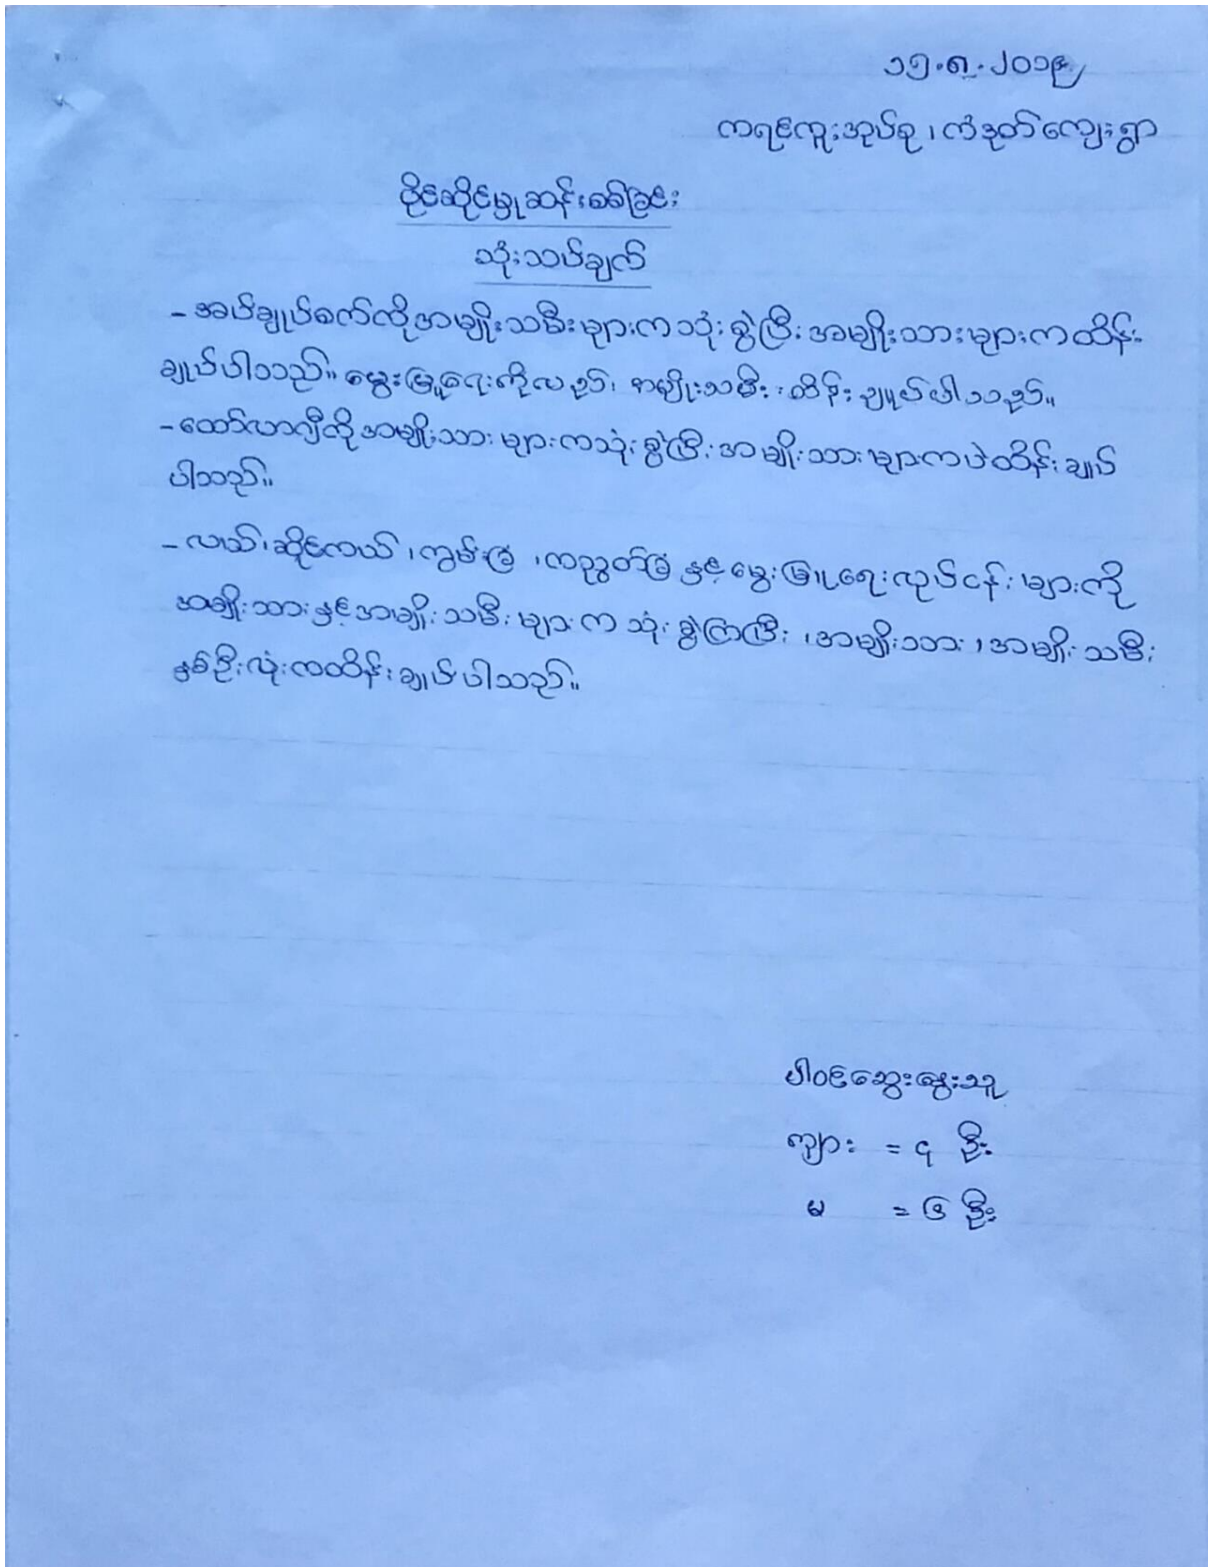 ၁၅.၈.၂၀၁၉
ကရင်ကူးအုပ်စု၊ကံဒုတ်ကျေးရွာ
ပိုင်ဆိုင်မှုဆန်းစစ်ခြင်း
သုံးသပ်ချက်
-အပ်ချုပ်စက်ကိုအမျိုးသမီးများကသုံးစွဲပြီးအမျိုးသားများကထိန်း
ချုပ်ပါသည်။မွေးမြူရေးကိုလည်းအမျိုးသမီးထိန်းချုပ်ပါသည်။
-ထော်လာဂျီကိုအမျိုးသားများကသုံးစွဲပြီးအမျိုးသားများကပဲထိန်းချုပ်
ပါသည်။
-လယ်၊ဆိုင်ကယ်၊ကွမ်းခြံ၊ကညွတ်ခြံနှင့်မွေးမြူရေးလုပ်ငန်းများကို
အမျိုးသားနှင့်အမျိုးသမီးများကသုံးစွဲကြပြီး၊အမျိုးသား၊အမျိုးသမီး
နှစ်ဦးလုံးကထိန်းချုပ်ပါသည်။
ပါဝင်ဆွေးနွေးသူ
ကျား = ၄ ဦး
မ = ၆ ဦး